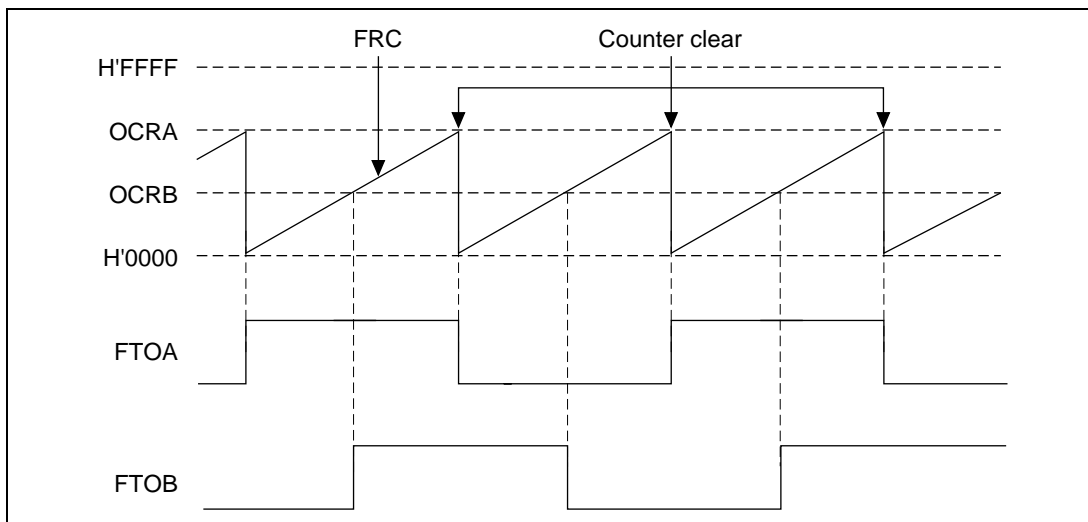 FRC
Counter clear
H'FFFF
OCRA
OCRB
H'0000
FTOA
FTOB